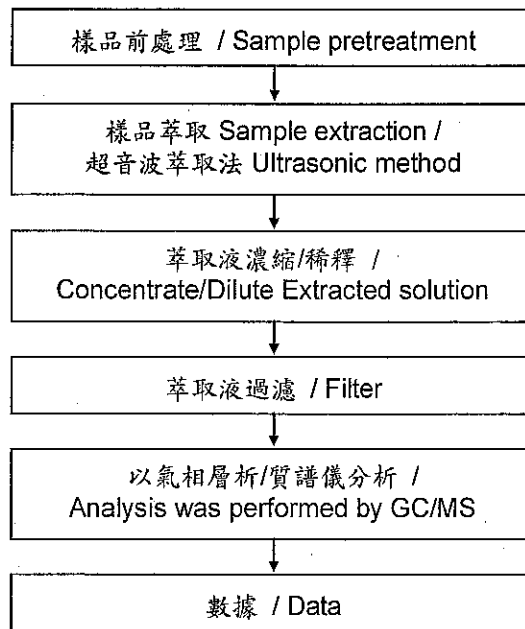 樣品前處理 / Sample pretreatment
樣品萃取 Sample extraction /
超音波萃取法 Ultrasonic method
萃取液濃縮/稀釋 /
Concentrate/Dilute Extracted solution
萃取液過濾 / Filter
以氣相層析/質譜儀分析 /
Analysis was performed by GC/MS
數據 / Data